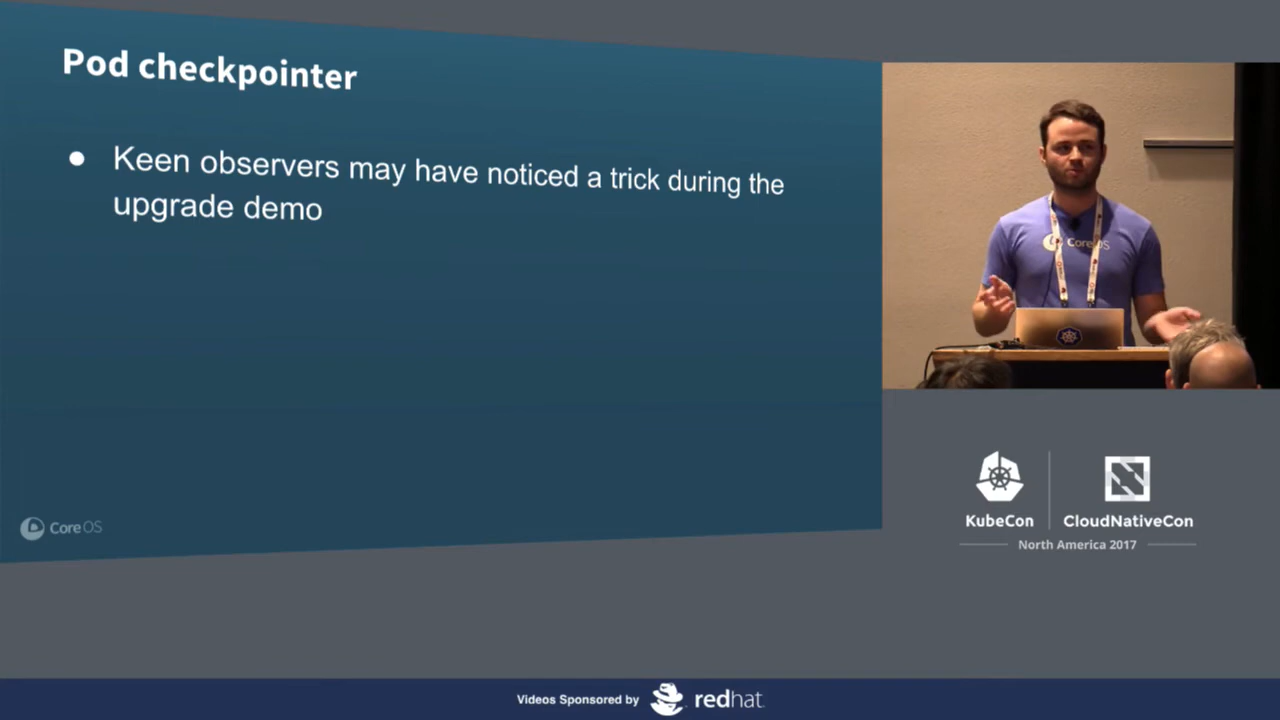 Pod checkpointer
● Keen observers may have noticed a trick during the
upgrade demo
CoreOS
CoreOS
KubeCon
CloudNativeCon
North America 2017
Videos Sponsored by
redhat